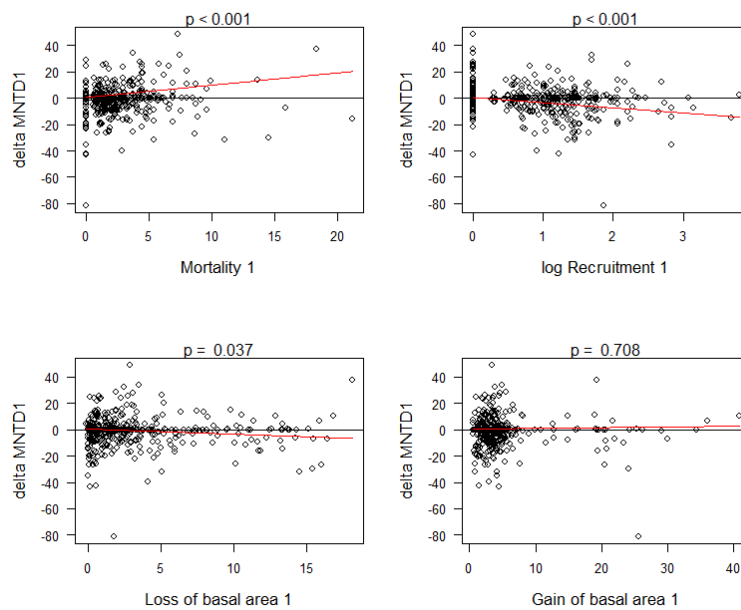 p < 0.001
delta MNTD1
40
20
0
-20
-40
-60
-80
0 5 10 15 20
Mortality 1
p < 0.001
delta MNTD1
40
20
0
-20
-40
-60
-80
0 1 2 3
log Recruitment 1
p = 0.037
delta MNTD1
40
20
0
-20
-40
-60
-80
0 5 10 15
Loss of basal area 1
p = 0.708
delta MNTD1
40
20
0
-20
-40
-60
-80
0 10 20 30 40
Gain of basal area 1